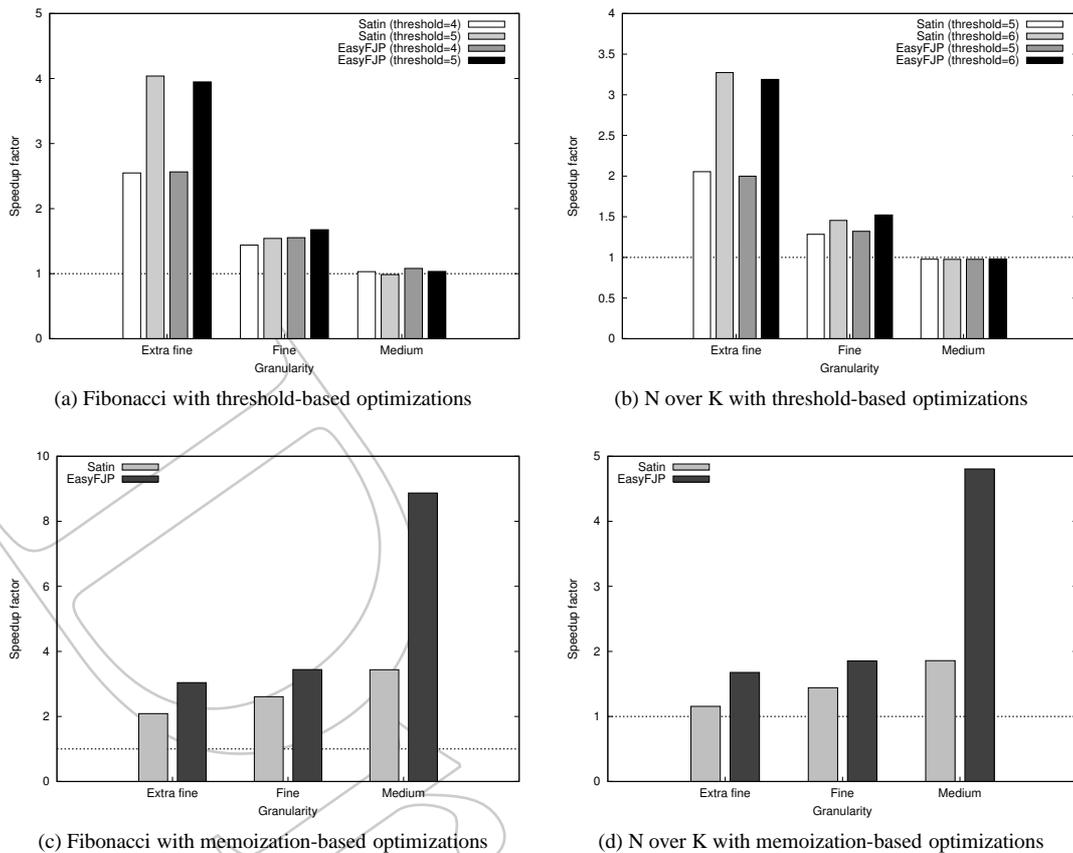 5
4
3
2
1
0
Speedup factor
Satin (threshold=4)
Satin (threshold=5)
EasyFJP (threshold=4)
EasyFJP (threshold=5)
Extra fine Fine Medium
Granularity
(a) Fibonacci with threshold-based optimizations
4
3.5
3
2.5
2
1.5
1
0.5
0
Speedup factor
Satin (threshold=5)
Satin (threshold=6)
EasyFJP (threshold=5)
EasyFJP (threshold=6)
Extra fine Fine Medium
Granularity
(b) N over K with threshold-based optimizations
10
8
6
4
2
0
Speedup factor
Satin
EasyFJP
Extra fine Fine Medium
Granularity
(c) Fibonacci with memoization-based optimizations
5
4
3
2
1
0
Speedup factor
Satin
EasyFJP
Extra fine Fine Medium
Granularity
(d) N over K with memoization-based optimizations